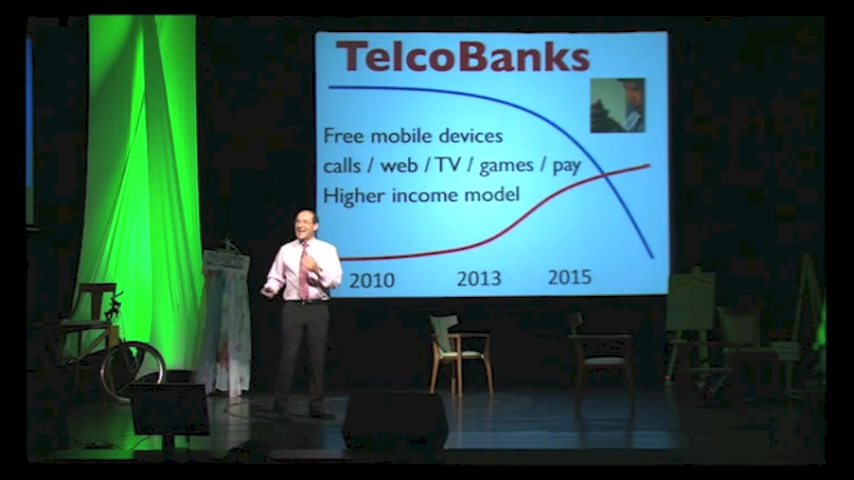 TelcoBanks
Free mobile devices
calls / web / TV / games / pay
Higher income model
2010 2013 2015